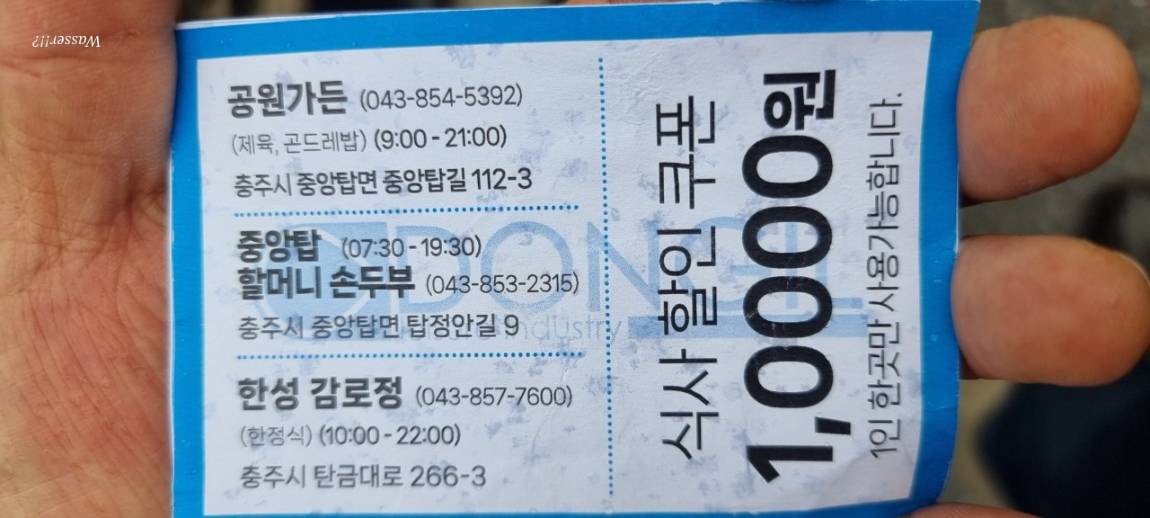 Wasser!!?
공원가든 (043-854-5392)
(제육, 곤드레밥) (9:00 - 21:00)
충주시 중앙탑면 중앙탑길 112-3
중앙탑 (07:30 - 19:30)
할머니 손두부 (043-853-2315)
충주시 중앙탑면 탑정안길 9
한성 감로정 (043-857-7600)
(한정식) (10:00 - 22:00)
충주시 탄금대로 266-3
식사 할인 쿠폰
1,0000원
1인 한곳만 사용가능합니다.
Industry